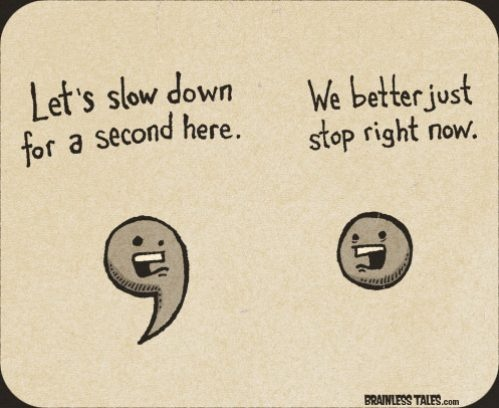 Let's slow down
for a second here.
We better just
stop right now.
BRAINLESS TALES.com